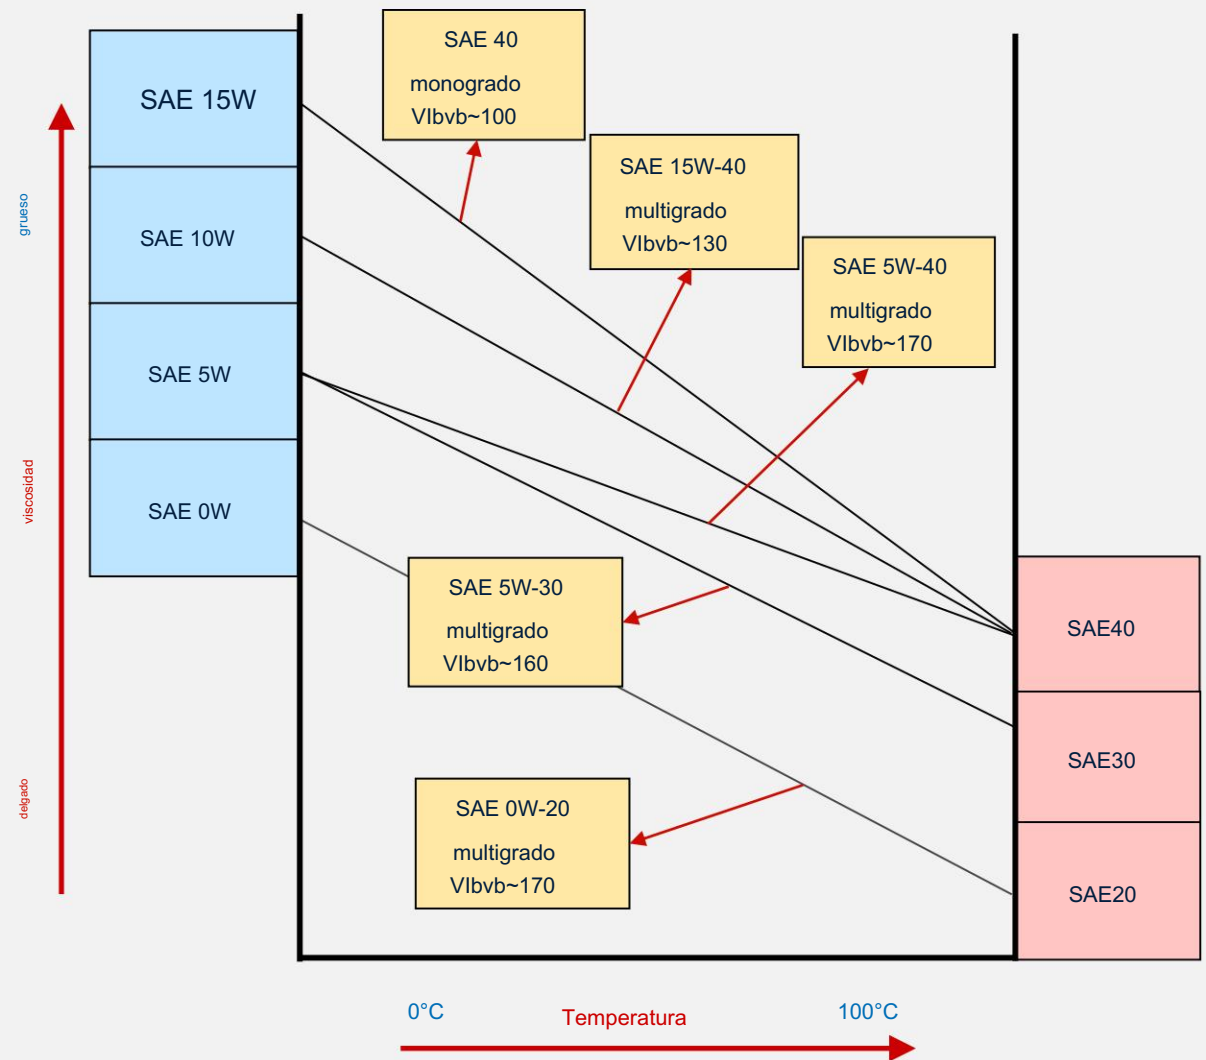 SAE 40
monogrado
VIbvb~100
SAE 15W
SAE 15W-40
multigrado
VIbvb~130
grueso
SAE 10W
SAE 5W-40
multigrado
VIbvb~170
SAE 5W
viscosidad
SAE 0W
SAE 5W-30
multigrado
VIbvb~160
SAE40
SAE30
delgado
SAE 0W-20
multigrado
VIbvb~170
SAE20
0°C
Temperatura
100°C